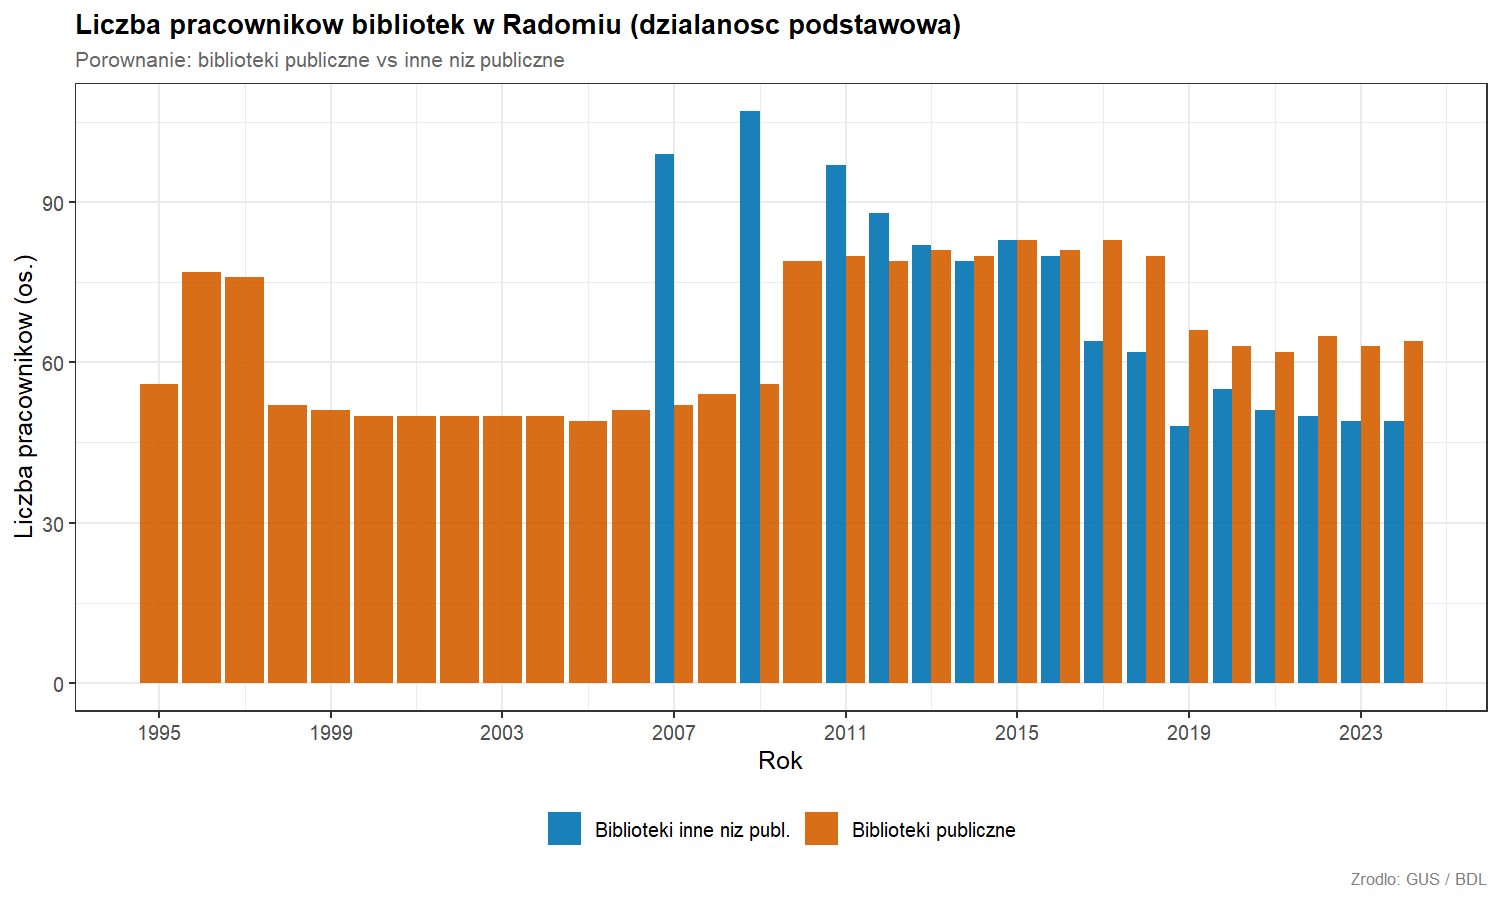 Liczba pracownikow bibliotek w Radomiu (dzialanosc podstawowa)
Porownanie: biblioteki publiczne vs inne niz publiczne
Liczba pracownikow (os.)
90
60
30
0
1995 1999 2003 2007 2011 2015 2019 2023
Rok
Biblioteki inne niz publ. Biblioteki publiczne
Zrodlo: GUS / BDL